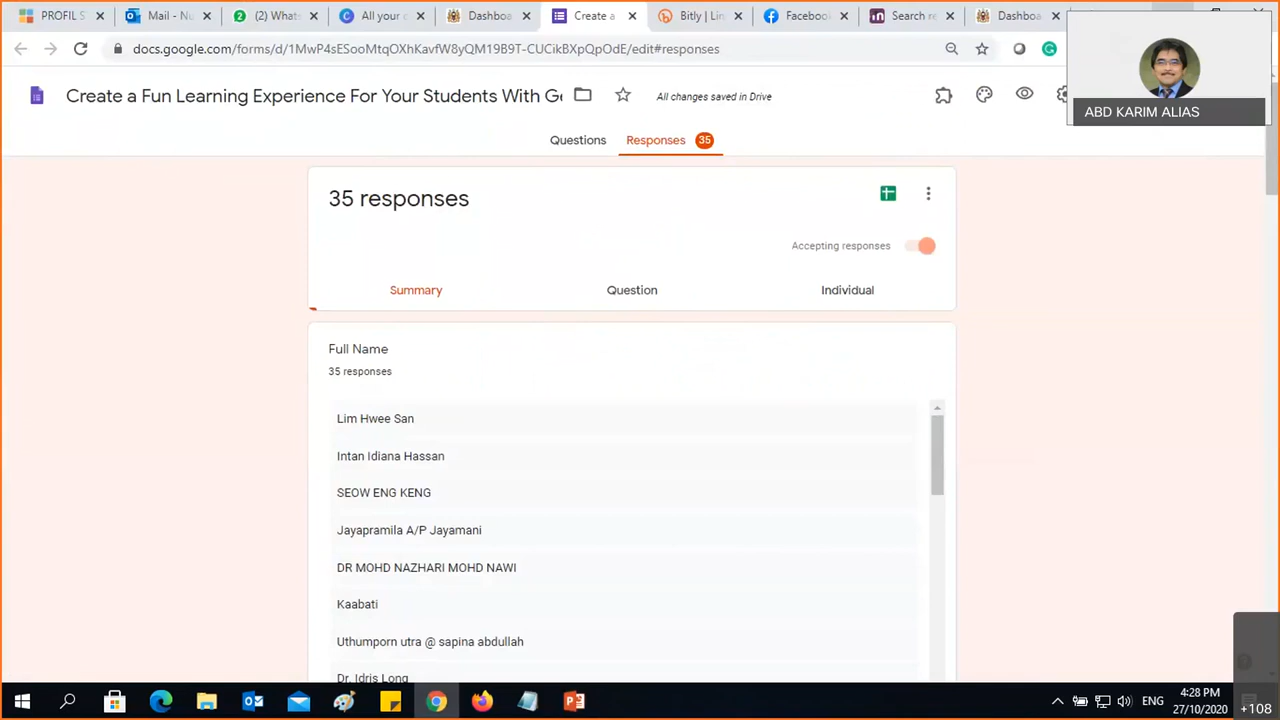 PROFIL S
Mail - Nu
(2) Whats
All your c
Dashboa
Create a
Bitly | Lin
Facebook
Search re
Dashboa
docs.google.com/forms/d/1MwP4sESooMtqOXhKavfW8yQM19B9T-CUCikBXpQpOdE/edit#responses
Create a Fun Learning Experience For Your Students With Ge
All changes saved in Drive
ABD KARIM ALIAS
Questions
Responses 35
35 responses
Accepting responses
Summary
Question
Individual
Full Name
35 responses
Lim Hwee San
Intan Idiana Hassan
SEOW ENG KENG
Jayapramila A/P Jayamani
DR MOHD NAZHARI MOHD NAWI
Kaabati
Uthumporn utra @ sapina abdullah
Dr. Idris Long
ENG
4:28 PM
27/10/2020
+108